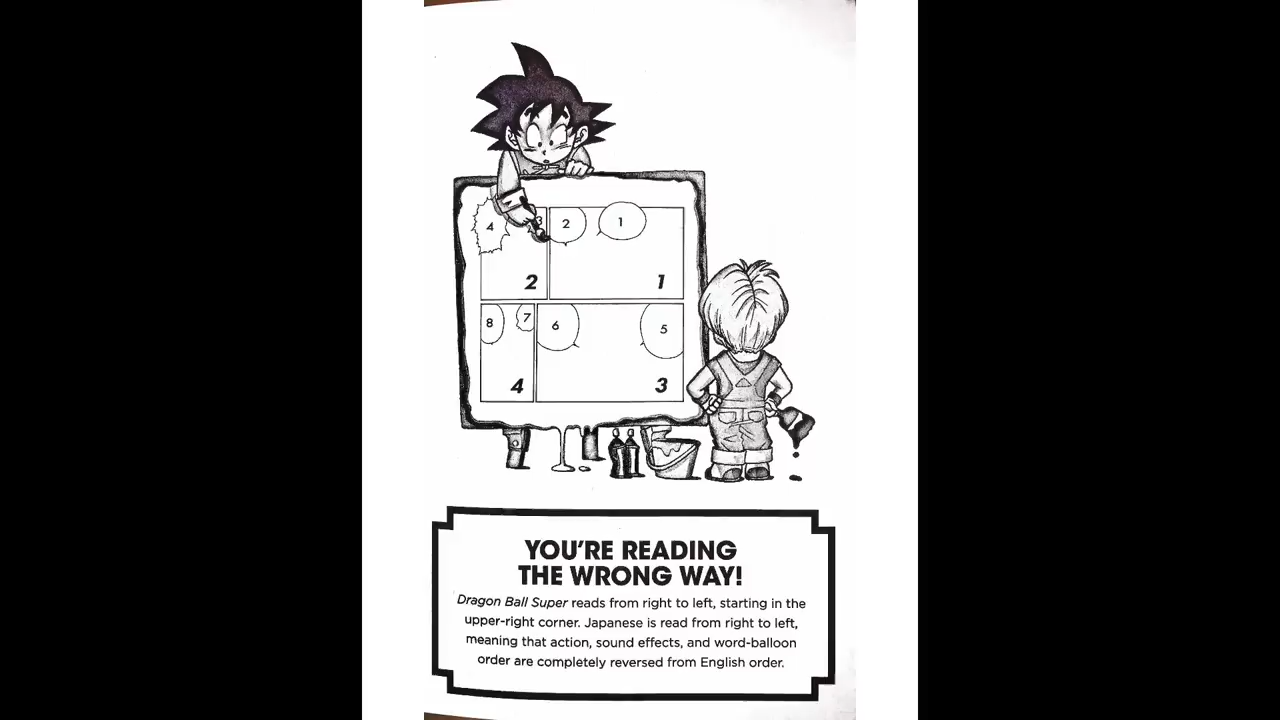 4 3 2 1
2 1
8 7 6 5
4 3
YOU'RE READING
THE WRONG WAY!
Dragon Ball Super reads from right to left, starting in the
upper-right corner. Japanese is read from right to left,
meaning that action, sound effects, and word-balloon
order are completely reversed from English order.